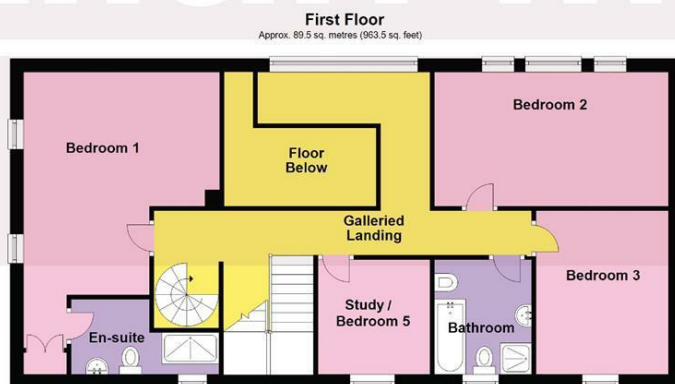 First Floor
Approx. 89.5 sq. metres (963.5 sq. feet)
Bedroom 1
Bedroom 2
Floor
Below
Galleried
Landing
Bedroom 3
Study /
Bedroom 5
Bathroom
En-suite